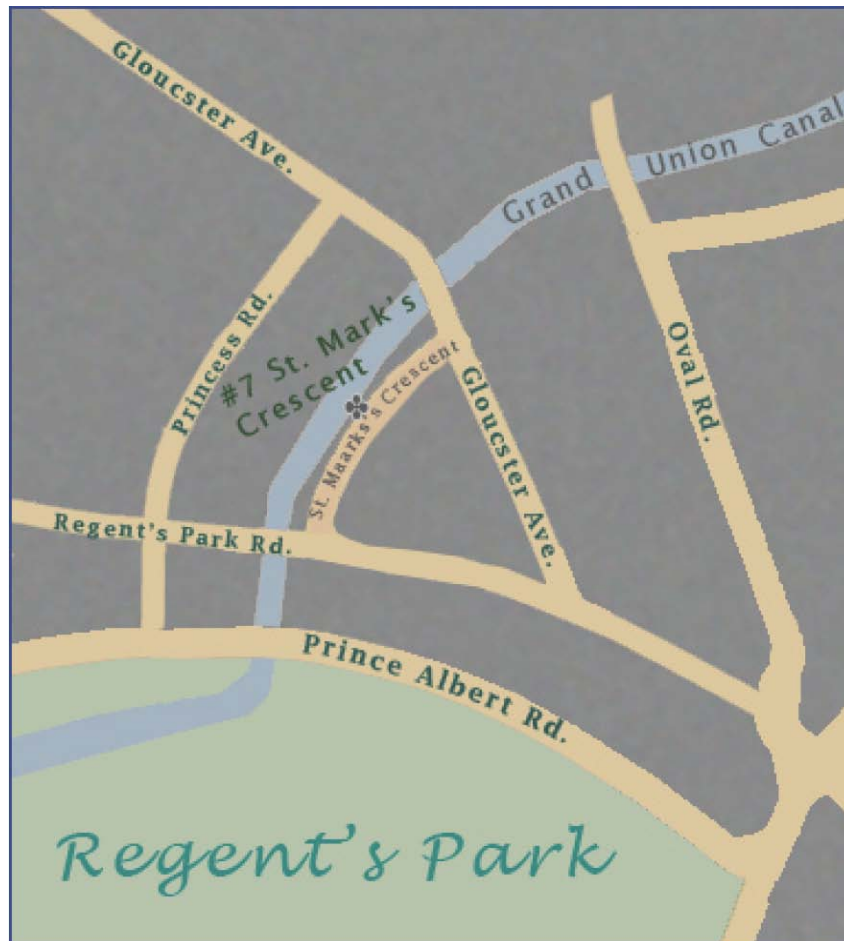 Gloucster Ave.
Grand Union Canal
Princess Rd.
#7 St. Mark's
Crescent
St. Maarks's Crescent
Gloucster Ave.
Oval Rd.
Regent's Park Rd.
Prince Albert Rd.
Regent's Park